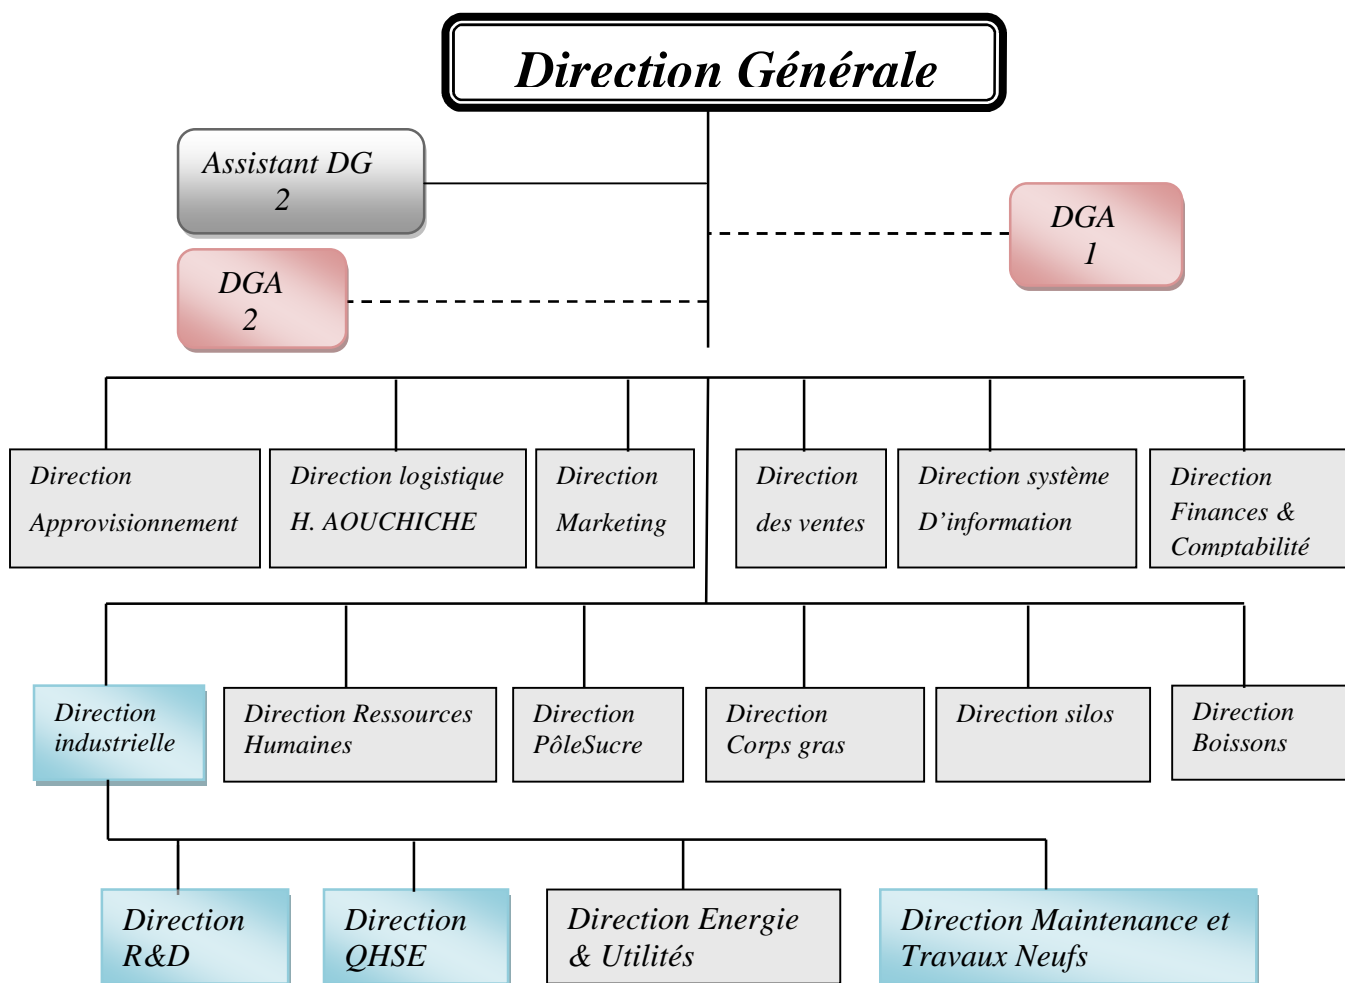 Direction Générale
Assistant DG
2
DGA
1
DGA
2
Direction
Approvisionnement
Direction logistique
H. AOUCHICHE
Direction
Marketing
Direction
des ventes
Direction système
D’information
Direction
Finances &
Comptabilité
Direction
industrielle
Direction Ressources
Humaines
Direction
PôleSucre
Direction
Corps gras
Direction silos
Direction
Boissons
Direction
R&D
Direction
QHSE
Direction Energie
& Utilités
Direction Maintenance et
Travaux Neufs